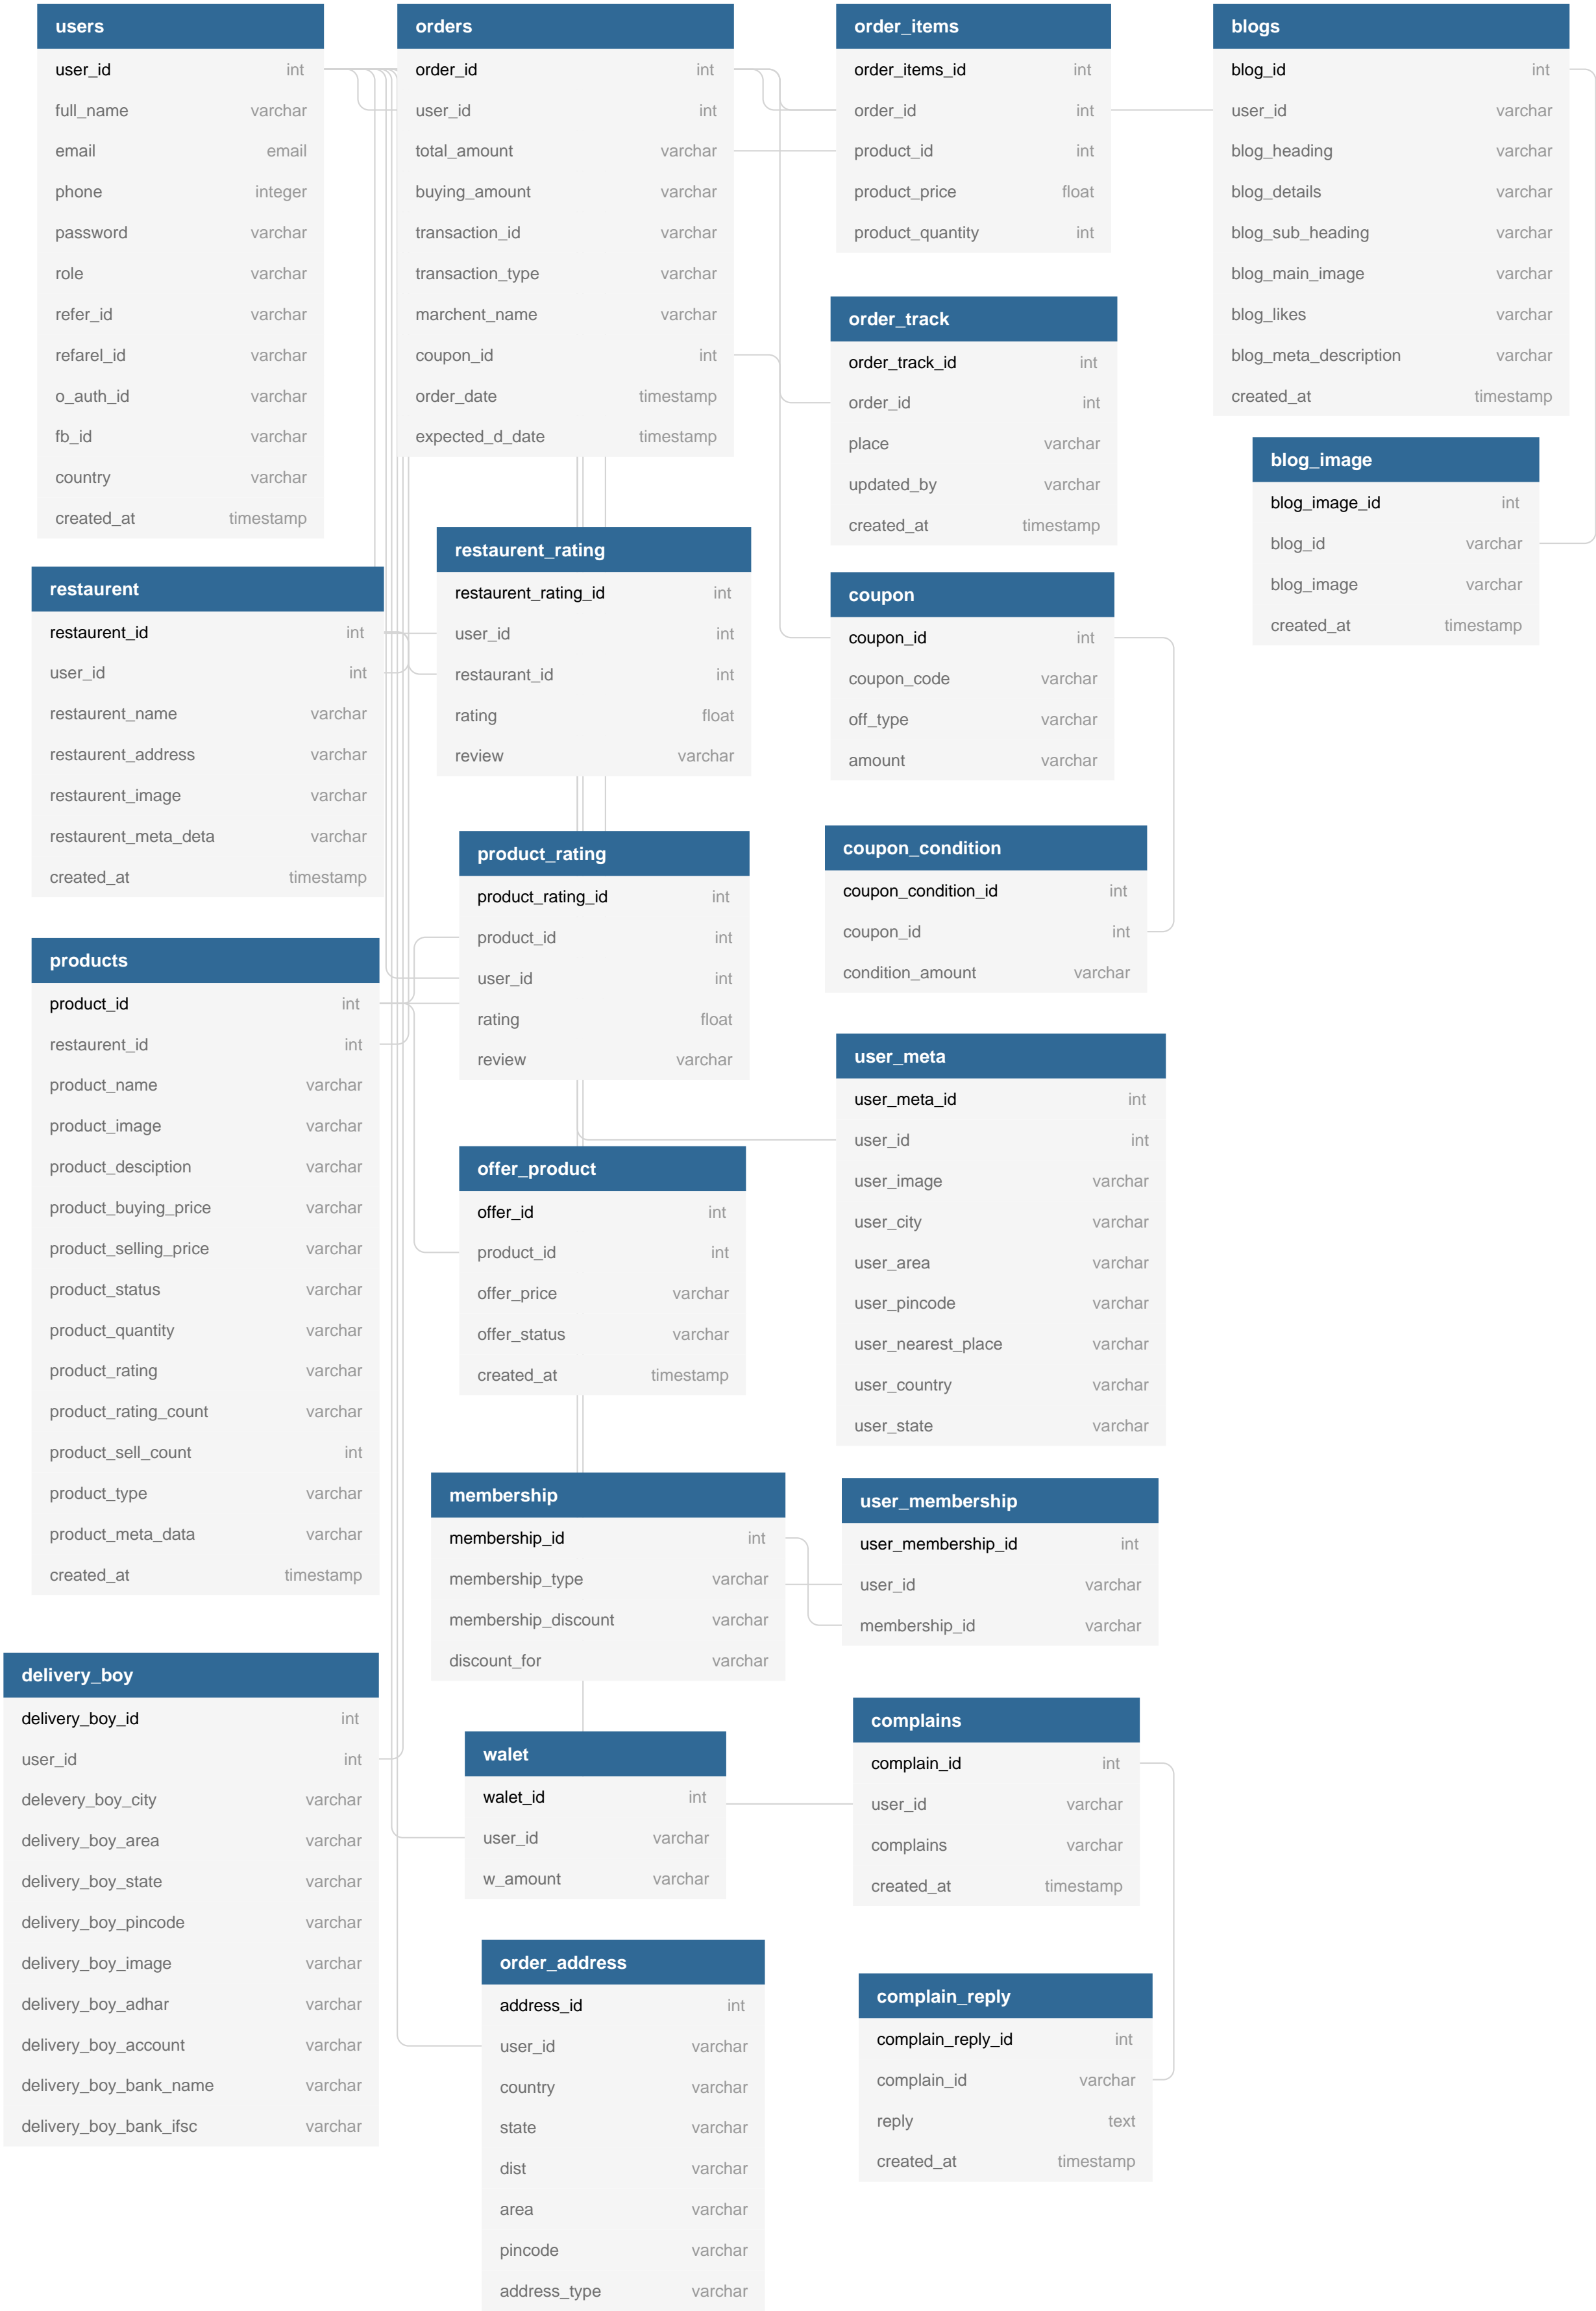 users
user_id int
full_name varchar
email email
phone integer
password varchar
role varchar
refer_id varchar
refarel_id varchar
o_auth_id varchar
fb_id varchar
country varchar
created_at timestamp
orders
order_id int
user_id int
total_amount varchar
buying_amount varchar
transaction_id varchar
transaction_type varchar
marchent_name varchar
coupon_id int
order_date timestamp
expected_d_date timestamp
order_items
order_items_id int
order_id int
product_id int
product_price float
product_quantity int
blogs
blog_id int
user_id varchar
blog_heading varchar
blog_details varchar
blog_sub_heading varchar
blog_main_image varchar
blog_likes varchar
blog_meta_description varchar
created_at timestamp
order_track
order_track_id int
order_id int
place varchar
updated_by varchar
created_at timestamp
blog_image
blog_image_id int
blog_id varchar
blog_image varchar
created_at timestamp
restaurent
restaurent_id int
user_id int
restaurent_name varchar
restaurent_address varchar
restaurent_image varchar
restaurent_meta_deta varchar
created_at timestamp
restaurent_rating
restaurent_rating_id int
user_id int
restaurant_id int
rating float
review varchar
coupon
coupon_id int
coupon_code varchar
off_type varchar
amount varchar
product_rating
product_rating_id int
product_id int
user_id int
rating float
review varchar
coupon_condition
coupon_condition_id int
coupon_id int
condition_amount varchar
products
product_id int
restaurent_id int
product_name varchar
product_image varchar
product_desciption varchar
product_buying_price varchar
product_selling_price varchar
product_status varchar
product_quantity varchar
product_rating varchar
product_rating_count varchar
product_sell_count int
product_type varchar
product_meta_data varchar
created_at timestamp
offer_product
offer_id int
product_id int
offer_price varchar
offer_status varchar
created_at timestamp
user_meta
user_meta_id int
user_id int
user_image varchar
user_city varchar
user_area varchar
user_pincode varchar
user_nearest_place varchar
user_country varchar
user_state varchar
membership
membership_id int
membership_type varchar
membership_discount varchar
discount_for varchar
user_membership
user_membership_id int
user_id varchar
membership_id varchar
delivery_boy
delivery_boy_id int
user_id int
delevery_boy_city varchar
delivery_boy_area varchar
delivery_boy_state varchar
delivery_boy_pincode varchar
delivery_boy_image varchar
delivery_boy_adhar varchar
delivery_boy_account varchar
delivery_boy_bank_name varchar
delivery_boy_bank_ifsc varchar
walet
walet_id int
user_id varchar
w_amount varchar
complains
complain_id int
user_id varchar
complains varchar
created_at timestamp
order_address
address_id int
user_id varchar
country varchar
state varchar
dist varchar
area varchar
pincode varchar
address_type varchar
complain_reply
complain_reply_id int
complain_id varchar
reply text
created_at timestamp